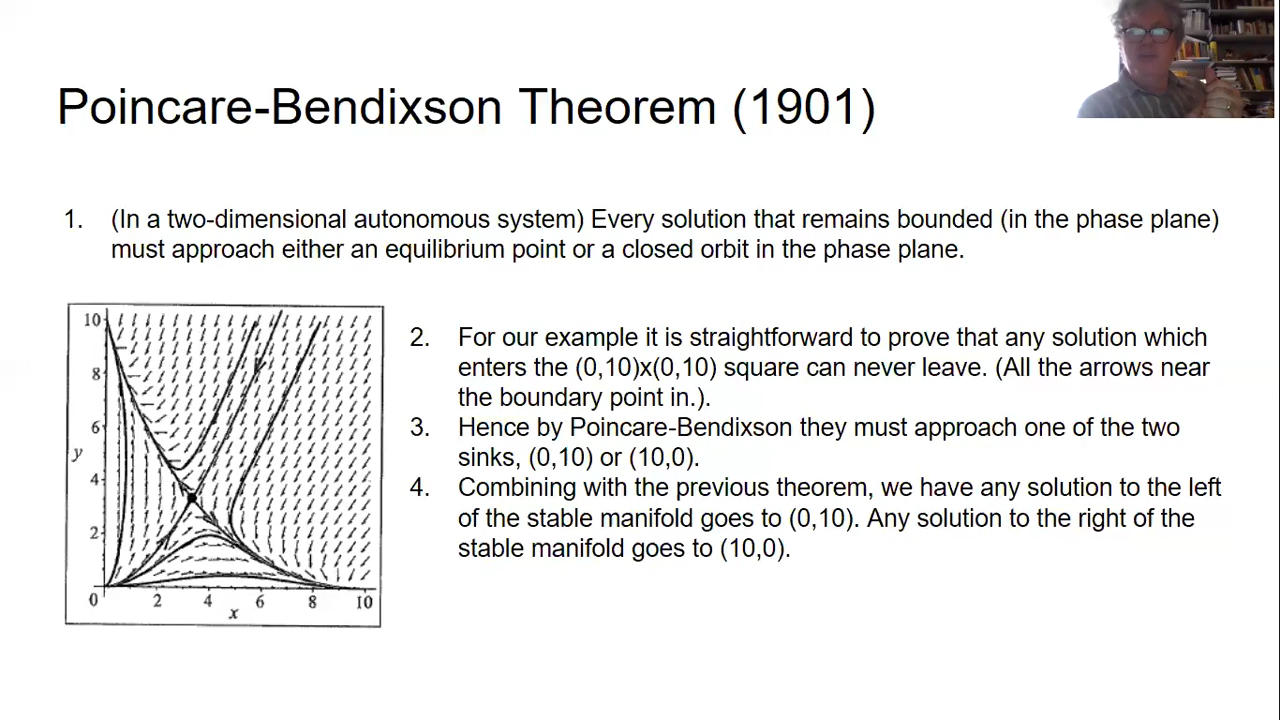 Poincare-Bendixson Theorem (1901)
1. (In a two-dimensional autonomous system) Every solution that remains bounded (in the phase plane)
must approach either an equilibrium point or a closed orbit in the phase plane.
10
8
6
y
4
2
0
2
4
6
8
10
x
2. For our example it is straightforward to prove that any solution which
enters the (0,10)x(0,10) square can never leave. (All the arrows near
the boundary point in.).
3. Hence by Poincare-Bendixson they must approach one of the two
sinks, (0,10) or (10,0).
4. Combining with the previous theorem, we have any solution to the left
of the stable manifold goes to (0,10). Any solution to the right of the
stable manifold goes to (10,0).